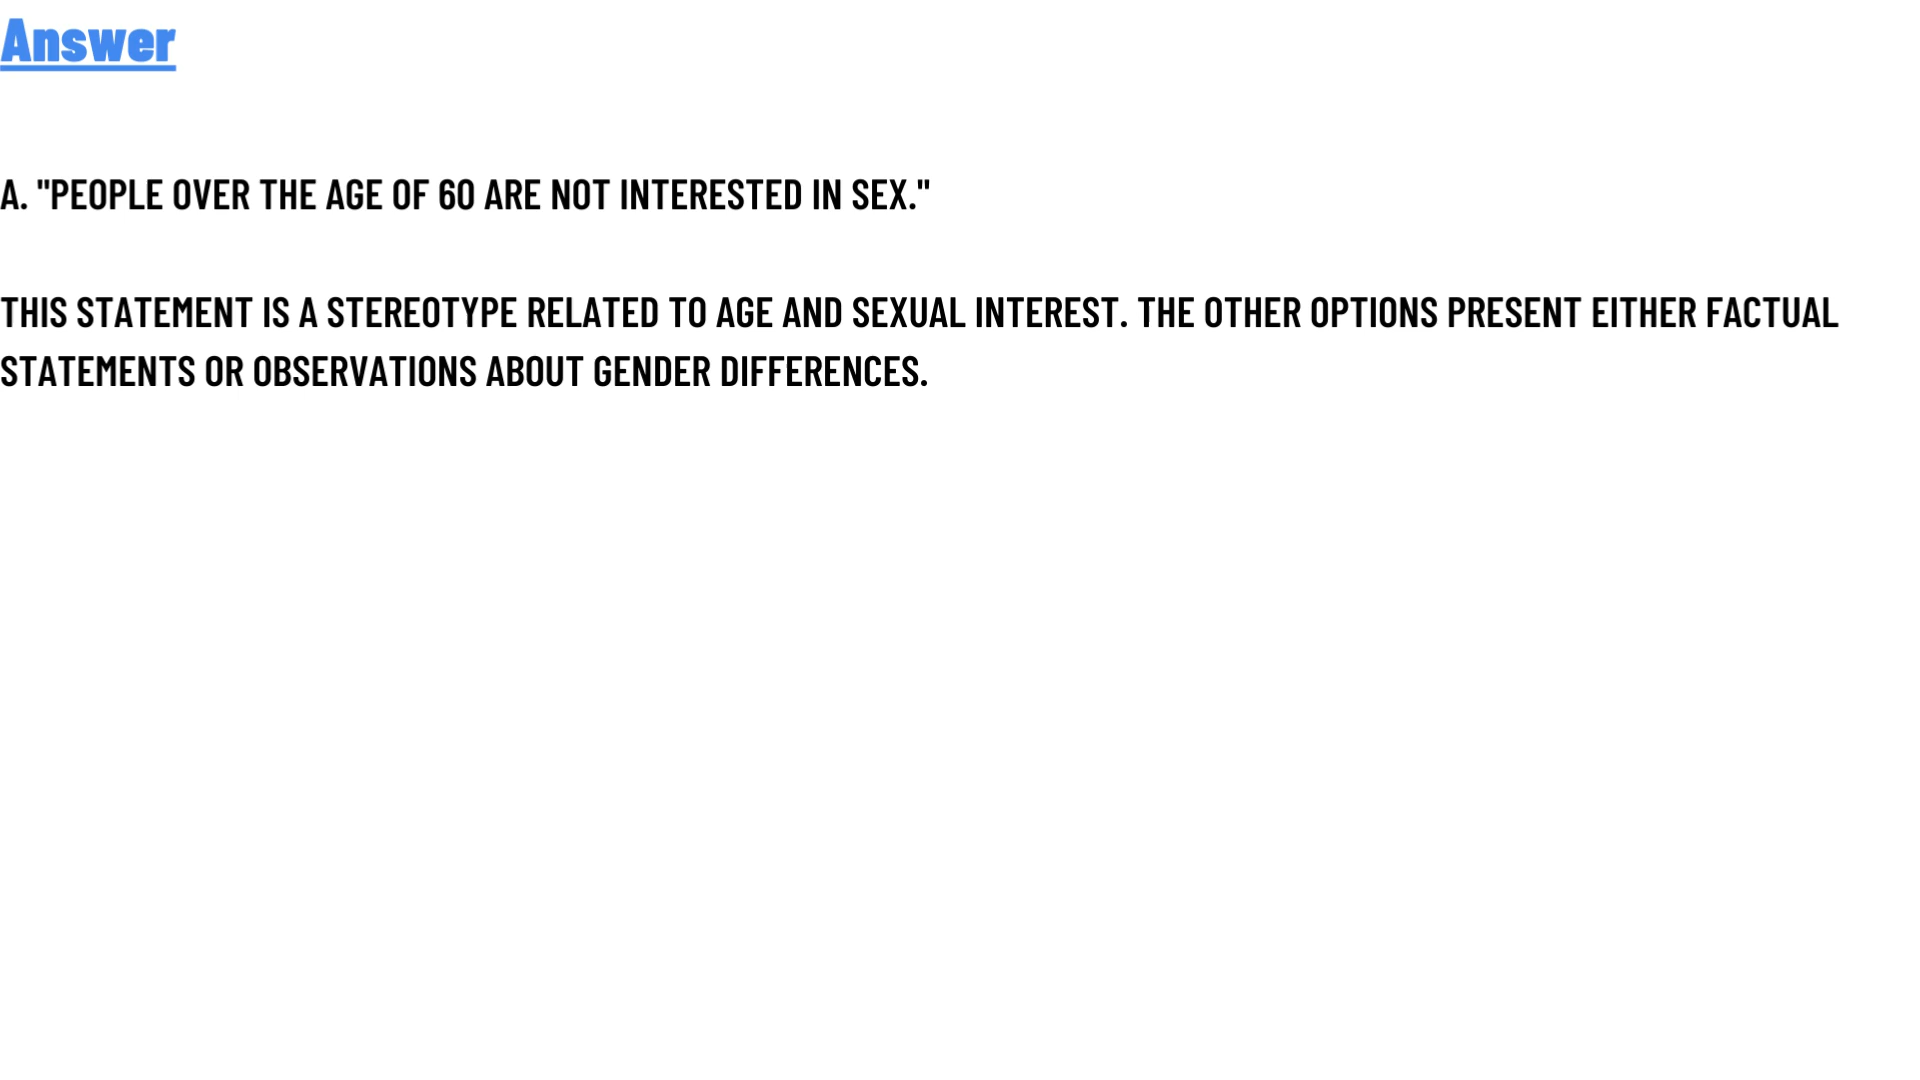 Answer
A. "PEOPLE OVER THE AGE OF 60 ARE NOT INTERESTED IN SEX."
THIS STATEMENT IS A STEREOTYPE RELATED TO AGE AND SEXUAL INTEREST. THE OTHER OPTIONS PRESENT EITHER FACTUAL
STATEMENTS OR OBSERVATIONS ABOUT GENDER DIFFERENCES.